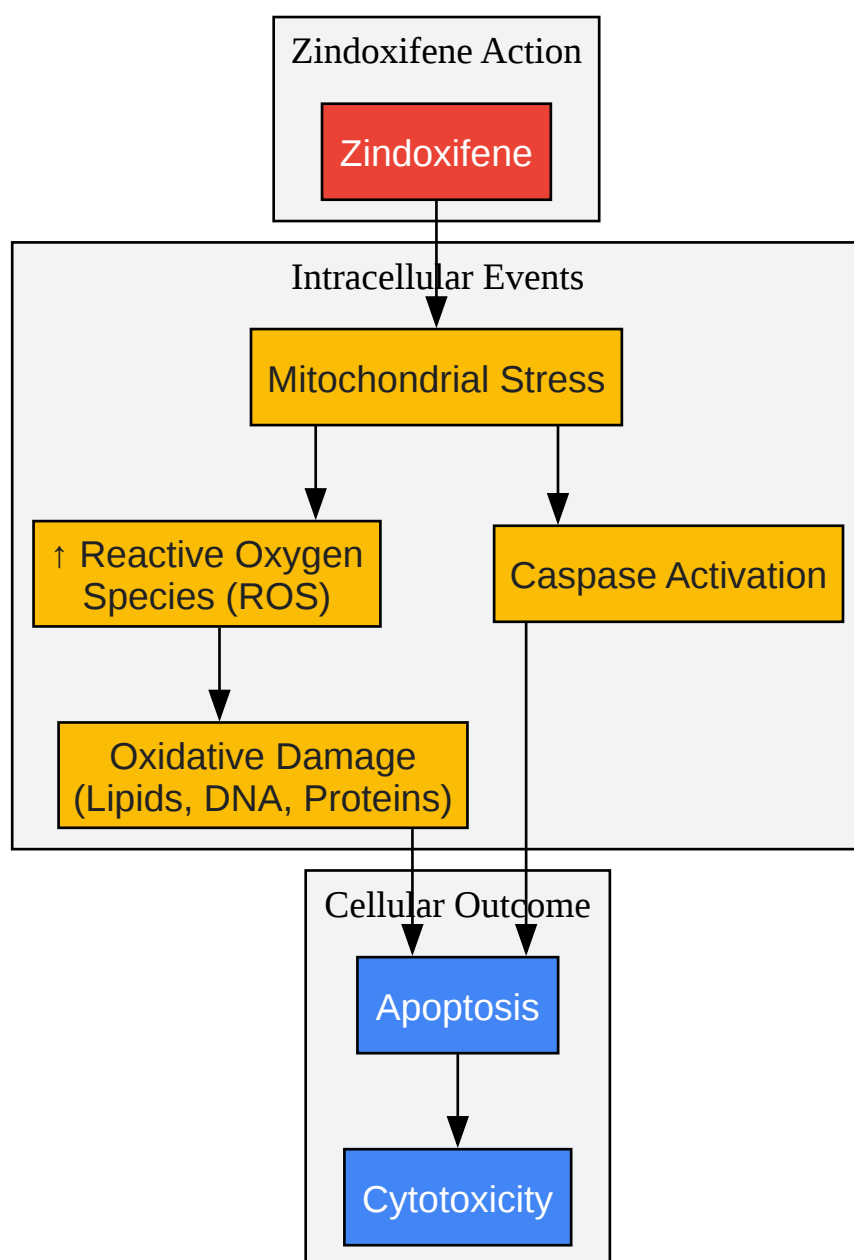 Zindoxifene Action
Zindoxifene
Intracellular Events
Mitochondrial Stress
↑ Reactive Oxygen
Species (ROS)
Caspase Activation
Oxidative Damage
(Lipids, DNA, Proteins)
Cellular Outcome
Apoptosis
Cytotoxicity